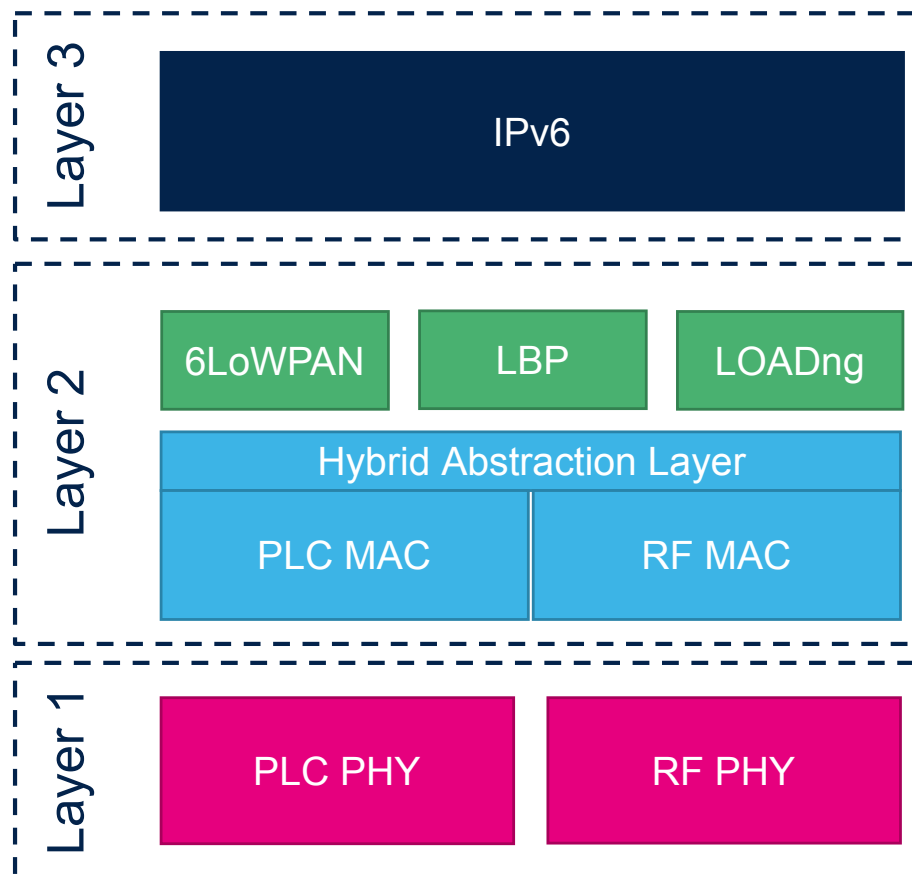 Layer 3
IPv6
Layer 2
6LoWPAN
LBP
LOADng
Hybrid Abstraction Layer
PLC MAC
RF MAC
Layer 1
PLC PHY
RF PHY